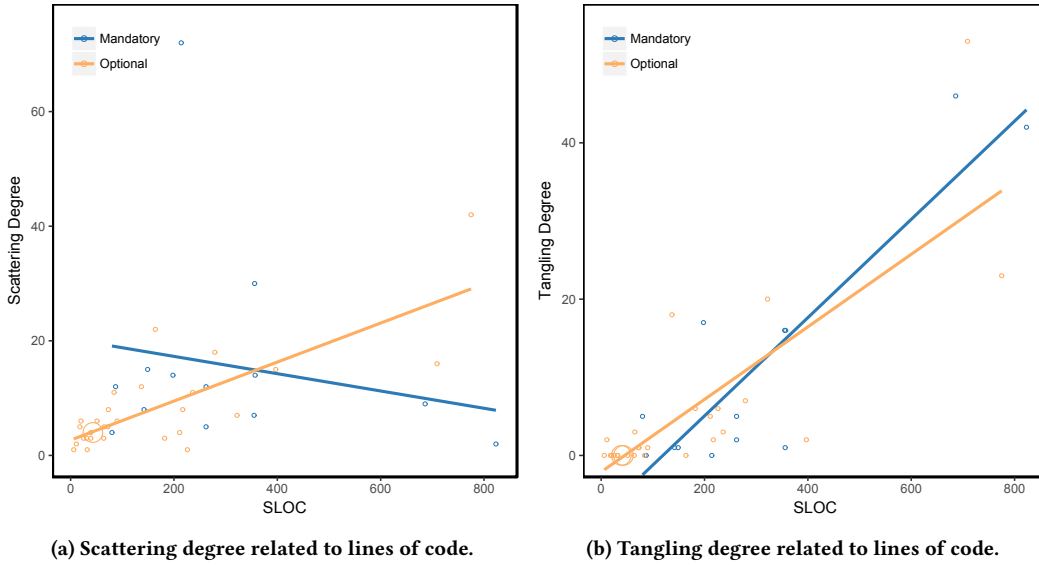 Mandatory
Optional
60
40
20
0
Scattering Degree
0 200 400 600 800
SLOC
(a) Scattering degree related to lines of code.
Mandatory
Optional
40
20
0
Tangling Degree
0 200 400 600 800
SLOC
(b) Tangling degree related to lines of code.